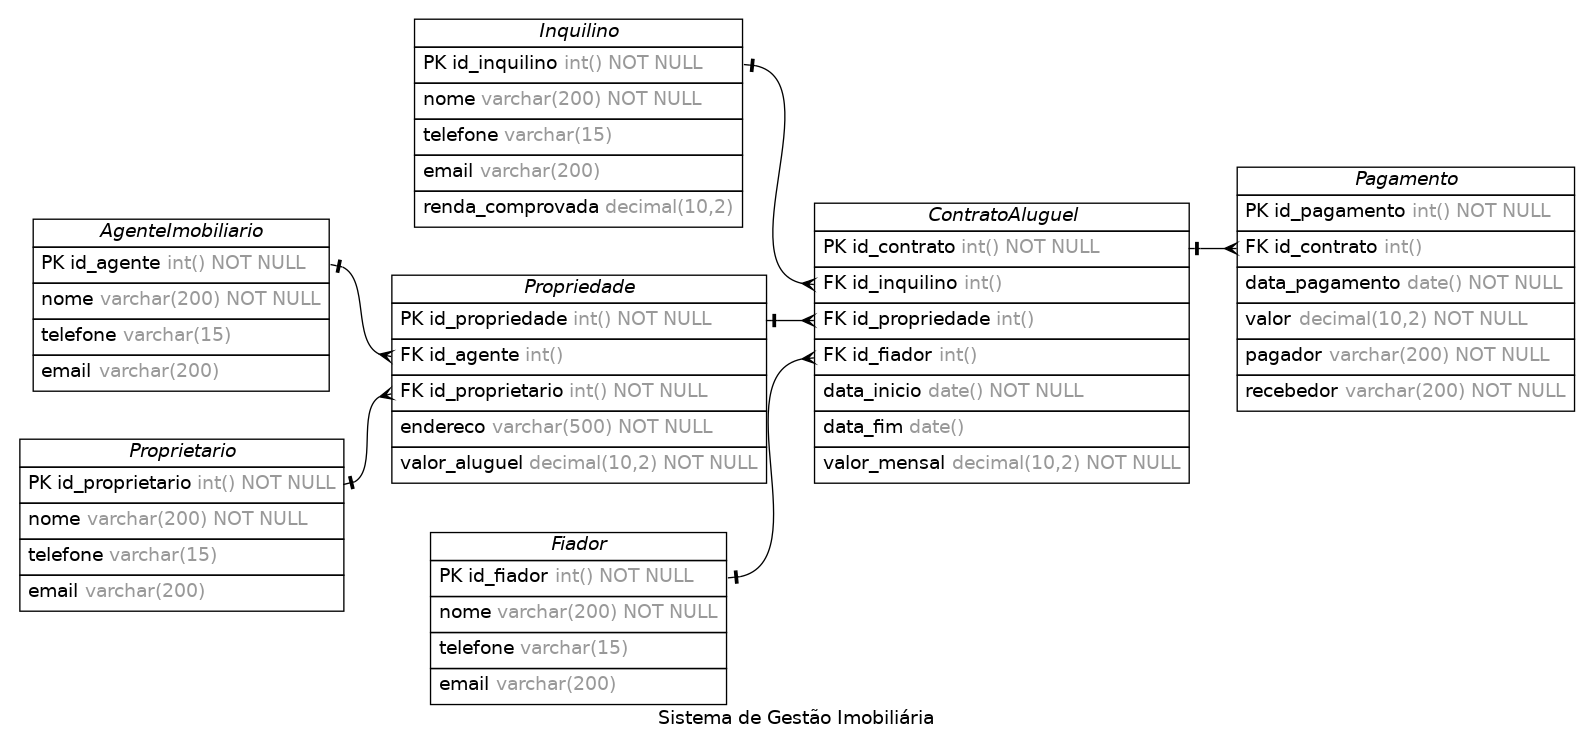 Inquilino
PK id_inquilino int() NOT NULL
nome varchar(200) NOT NULL
telefone varchar(15)
email varchar(200)
renda_comprovada decimal(10,2)
AgenteImobiliario
PK id_agente int() NOT NULL
nome varchar(200) NOT NULL
telefone varchar(15)
email varchar(200)
Proprietario
PK id_proprietario int() NOT NULL
nome varchar(200) NOT NULL
telefone varchar(15)
email varchar(200)
Propriedade
PK id_propriedade int() NOT NULL
FK id_agente int()
FK id_proprietario int() NOT NULL
endereco varchar(500) NOT NULL
valor_aluguel decimal(10,2) NOT NULL
Fiador
PK id_fiador int() NOT NULL
nome varchar(200) NOT NULL
telefone varchar(15)
email varchar(200)
ContratoAluguel
PK id_contrato int() NOT NULL
FK id_inquilino int()
FK id_propriedade int()
FK id_fiador int()
data_inicio date() NOT NULL
data_fim date()
valor_mensal decimal(10,2) NOT NULL
Pagamento
PK id_pagamento int() NOT NULL
FK id_contrato int()
data_pagamento date() NOT NULL
valor decimal(10,2) NOT NULL
pagador varchar(200) NOT NULL
recebedor varchar(200) NOT NULL
Sistema de Gestão Imobiliária